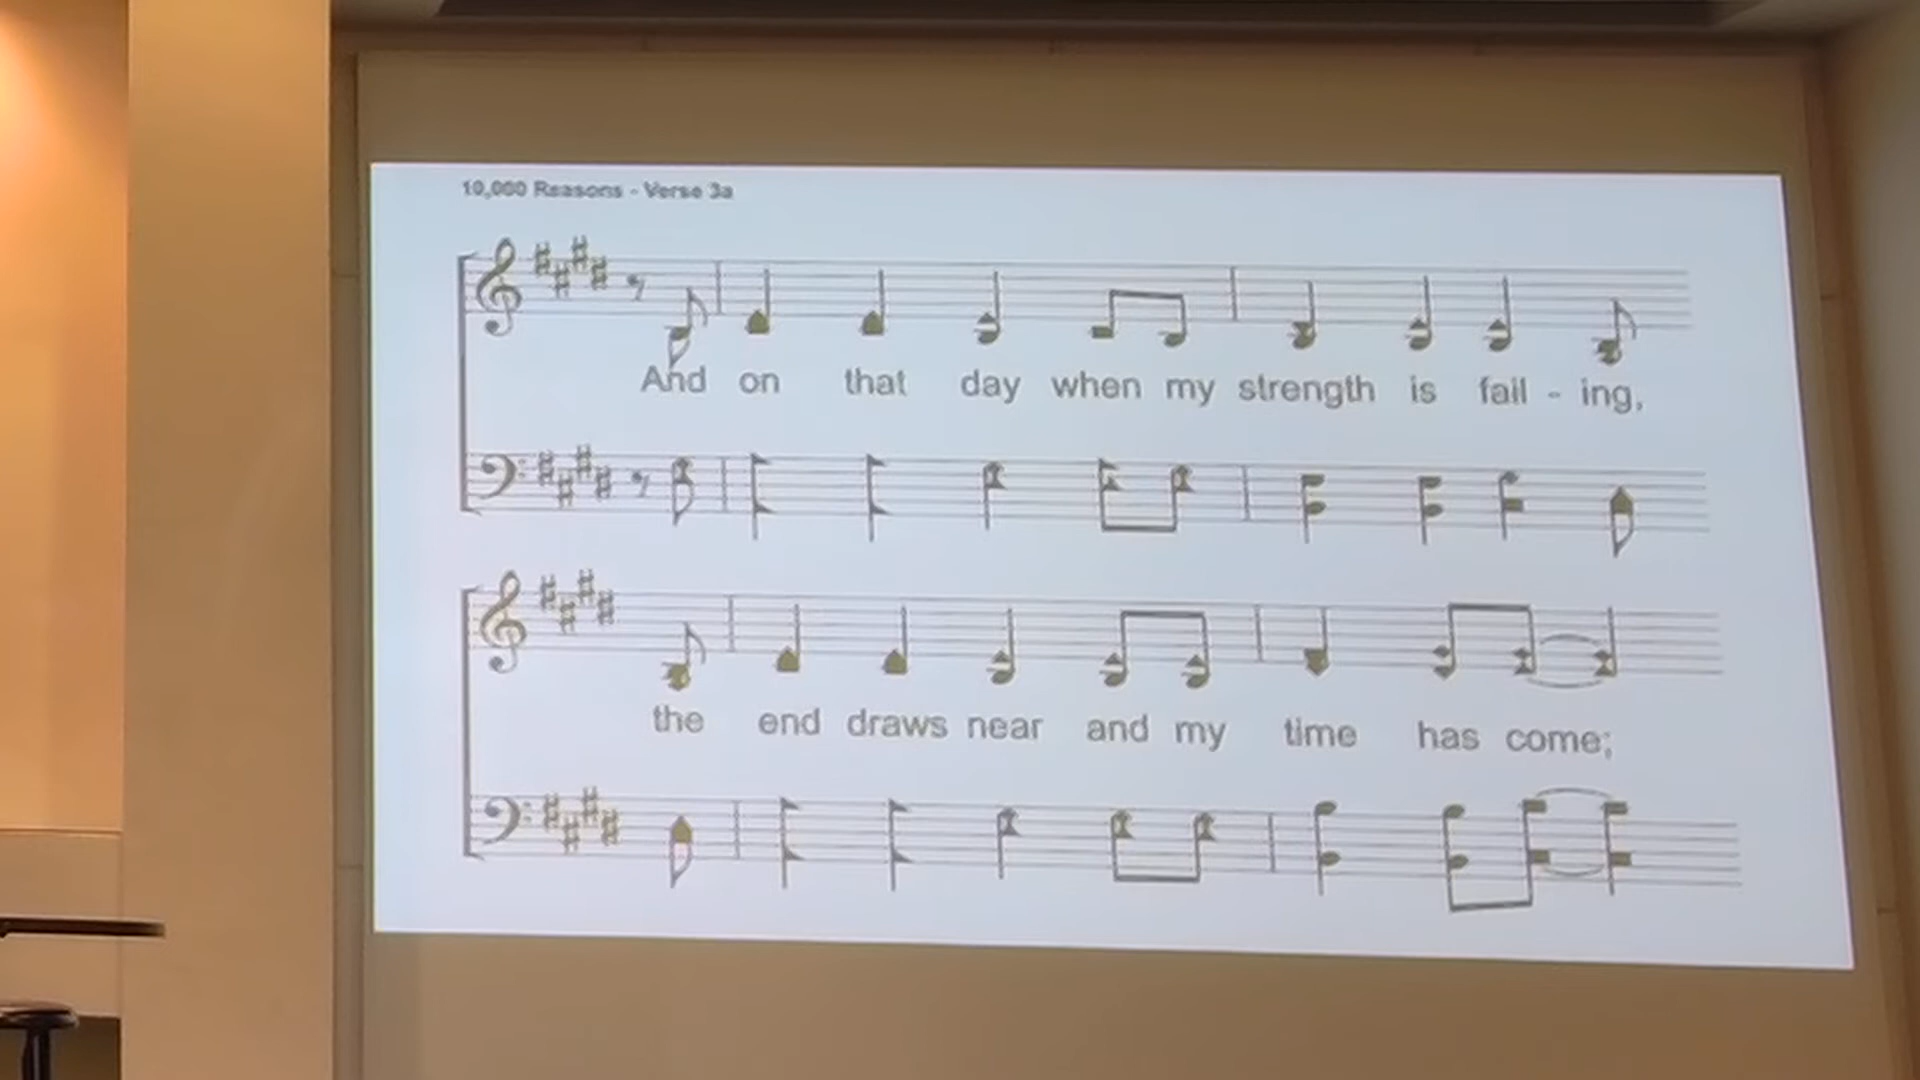 10,000 Reasons - Verse 3a
And on that day when my strength is fail - ing,
the end draws near and my time has come;